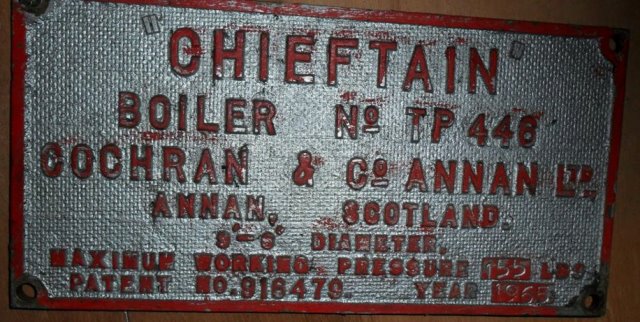 "CHIEFTAIN"
BOILER Nº TP 446
COCHRAN & Cº ANNAN LTD.
ANNAN, SCOTLAND.
DIAMETER.
MAXIMUM WORKING PRESSURE 155 LBS
PATENT NO. 918479. YEAR 1965